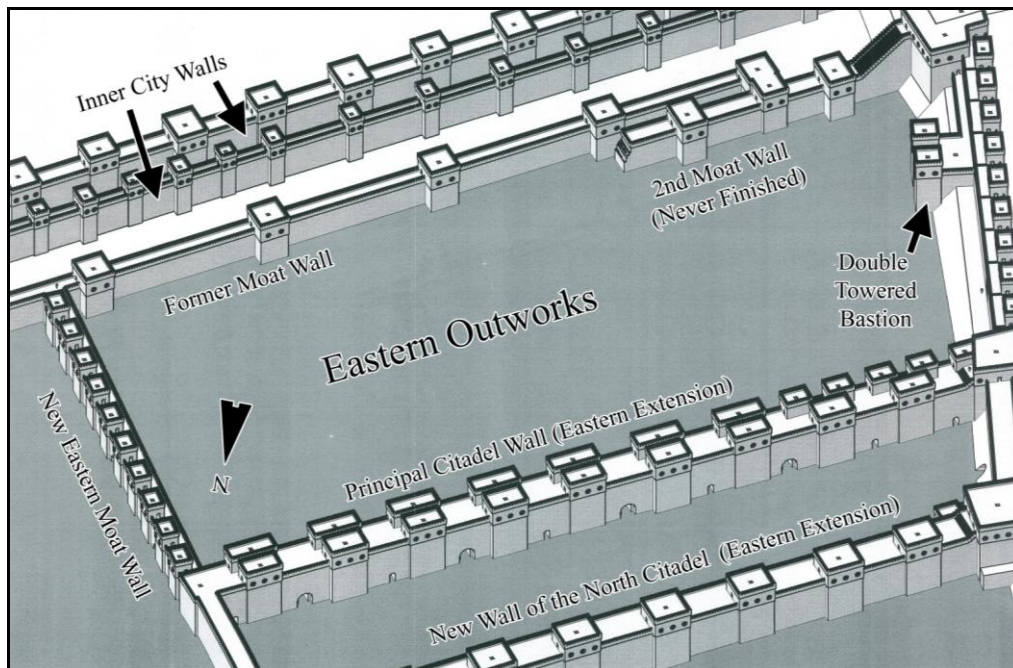 Inner City Walls
2nd Moat Wall
(Never Finished)
Former Moat Wall
Double
Towered
Bastion
Eastern Outworks
New Eastern Moat Wall
N
Principal Citadel Wall (Eastern Extension)
New Wall of the North Citadel (Eastern Extension)